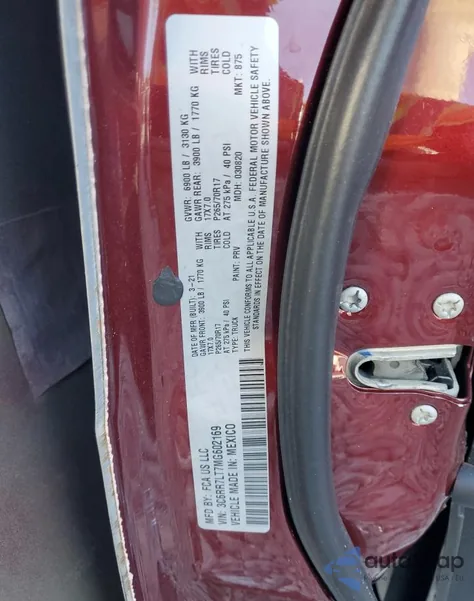 MFD BY: FCA US LLC
DATE OF MFR (BUILT): 3-21
GVWR: 6900 LB / 3130 KG
GAWR FRONT: 3900 LB / 1770 KG
WITH
GAWR REAR: 3900 LB / 1770 KG
WITH
17X7.0
RIMS
17X7.0
RIMS
P265/70R17
TIRES
P265/70R17
TIRES
AT 275 kPa / 40 PSI
COLD
AT 275 kPa / 40 PSI
COLD
TYPE: TRUCK
PAINT: PRV
MDH: 030820
MKT: 875
THIS VEHICLE CONFORMS TO ALL APPLICABLE U.S.A. FEDERAL MOTOR VEHICLE SAFETY
STANDARDS IN EFFECT ON THE DATE OF MANUFACTURE SHOWN ABOVE.
VIN: 3C6RR7LT7MG602169
VEHICLE MADE IN: MEXICO